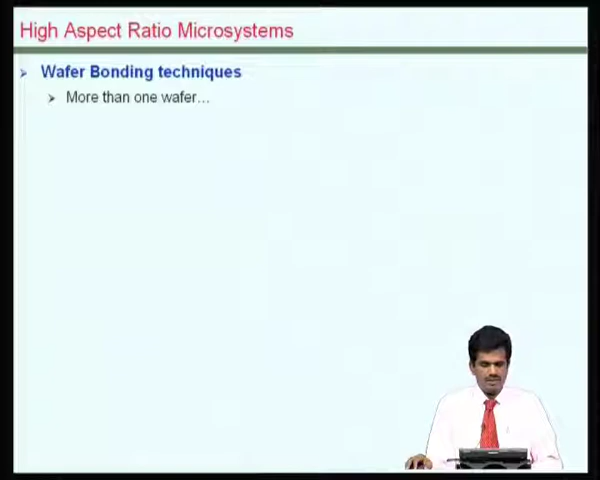 High Aspect Ratio Microsystems
Wafer Bonding techniques
More than one wafer...